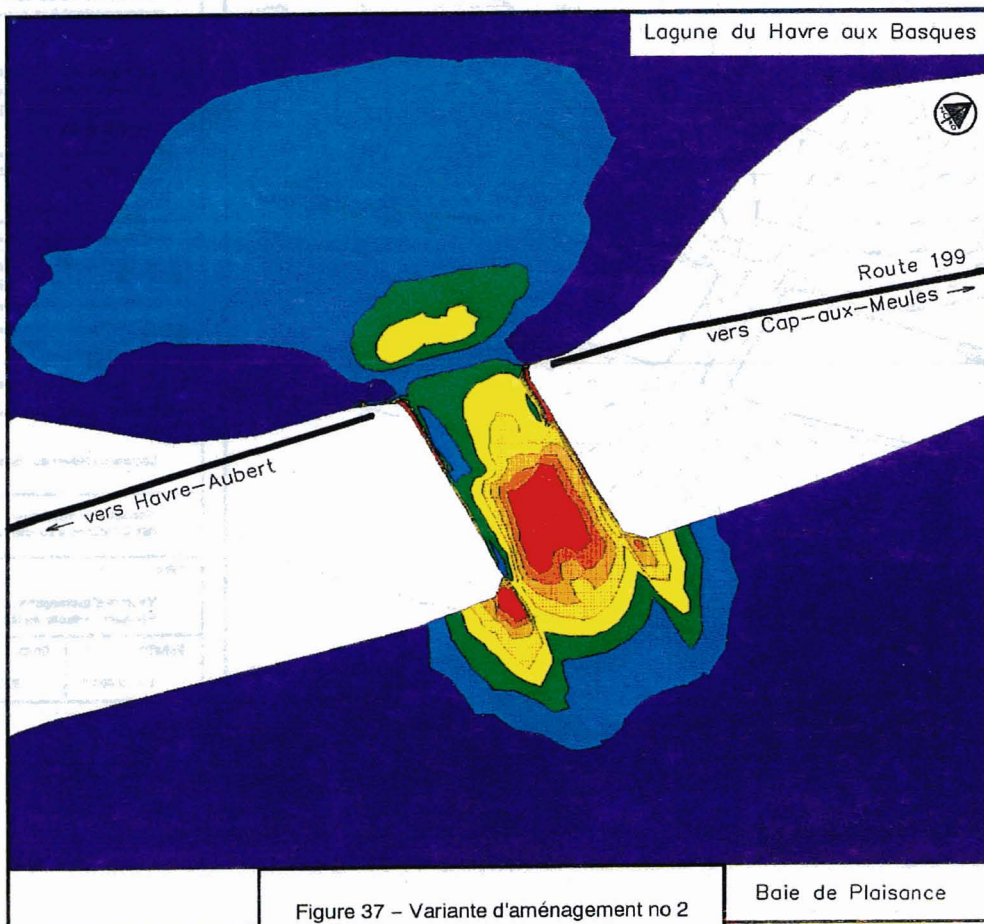 Lagune du Havre aux Basques
Route 199
vers Cap-aux-Meules →
← vers Havre-Aubert
Figure 37 – Variante d'aménagement no 2
Baie de Plaisance